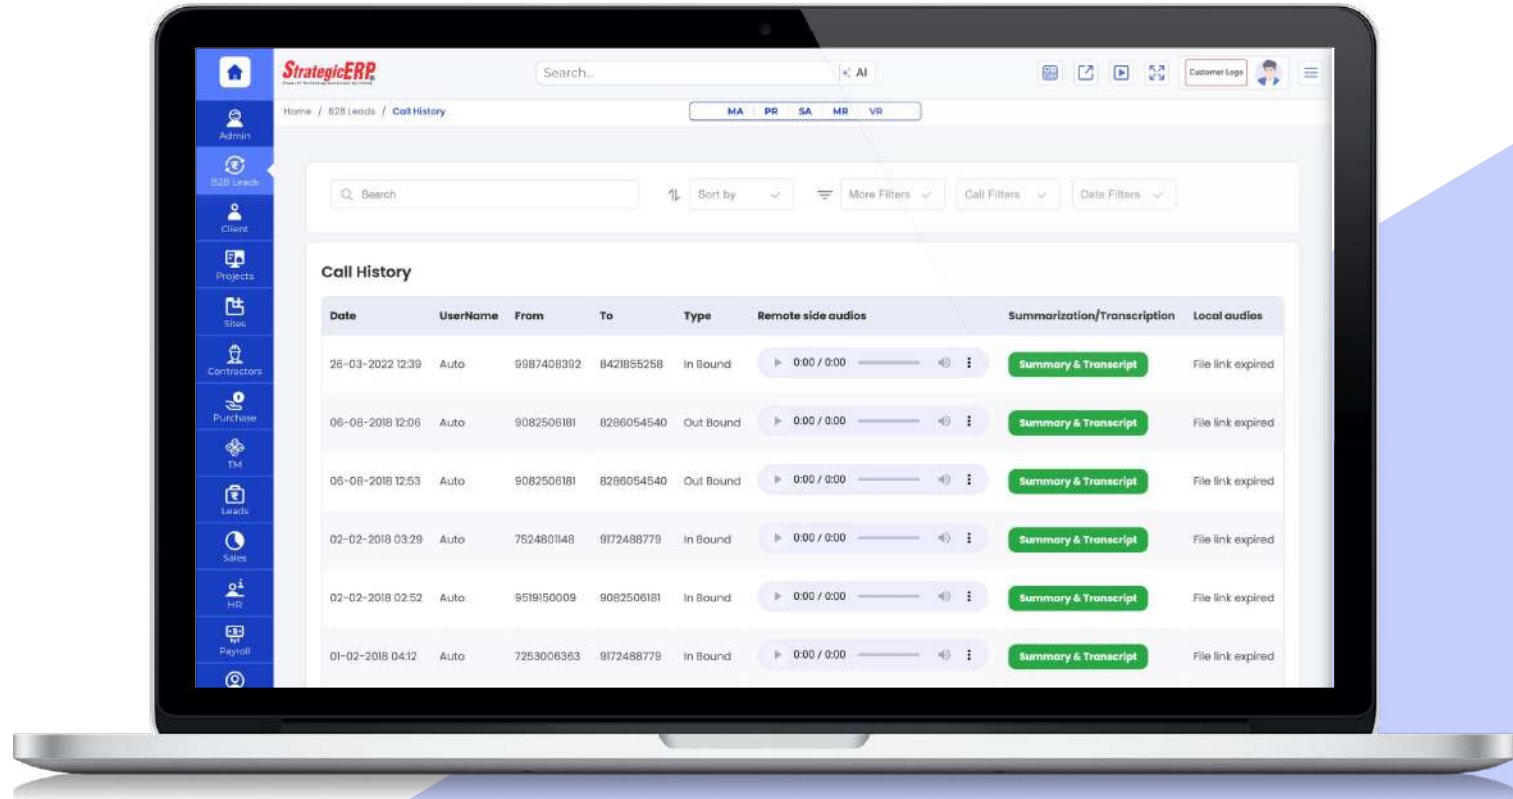 StrategicERP
Search...
AI
Customer Logo
Home / B2B Leads / Call History
MA PR SA MR VR
Admin
B2B Leads
Client
Projects
Sites
Contractors
Purchase
TM
Leads
Sales
HR
Payroll
Search
Sort by
More Filters
Call Filters
Date Filters
Call History
Date UserName From To Type Remote side audios Summarization/Transcription Local audios
26-03-2022 12:39 Auto 9987408392 8421855258 In Bound 0:00 / 0:00 Summary & Transcript File link expired
06-08-2018 12:06 Auto 9082506181 8286054540 Out Bound 0:00 / 0:00 Summary & Transcript File link expired
06-08-2018 12:53 Auto 9082506181 8286054540 Out Bound 0:00 / 0:00 Summary & Transcript File link expired
02-02-2018 03:29 Auto 7524801148 9172488779 In Bound 0:00 / 0:00 Summary & Transcript File link expired
02-02-2018 02:52 Auto 9519150009 9082506181 In Bound 0:00 / 0:00 Summary & Transcript File link expired
01-02-2018 04:12 Auto 7253006363 9172488779 In Bound 0:00 / 0:00 Summary & Transcript File link expired